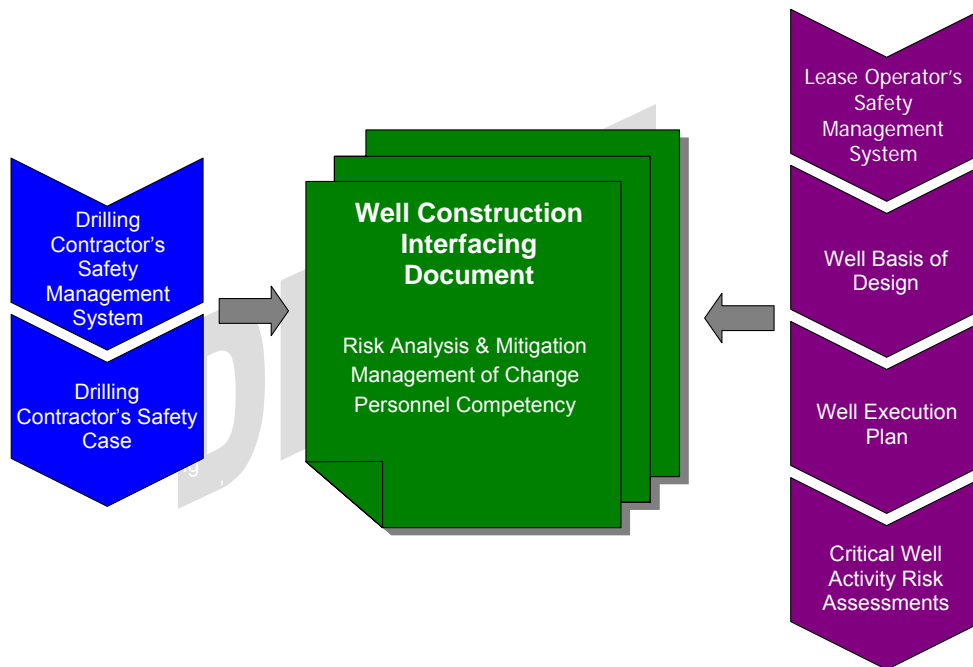 Drilling
Contractor's
Safety
Management
System
Drilling
Contractor's Safety
Case
Well Construction
Interfacing
Document
Risk Analysis & Mitigation
Management of Change
Personnel Competency
Lease Operator's
Safety
Management
System
Well Basis of
Design
Well Execution
Plan
Critical Well
Activity Risk
Assessments